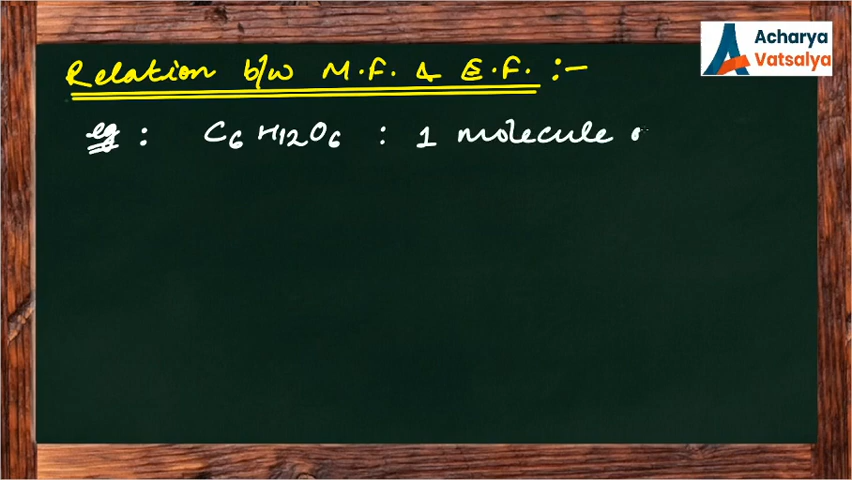 Acharya
Vatsalya
Relation b/w M.F. & E.F. :-
eg : C6H12O6 : 1 molecule